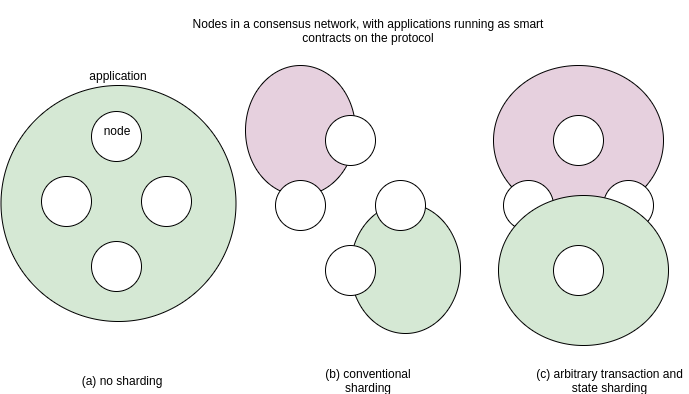 Nodes in a consensus network, with applications running as smart
contracts on the protocol
application
node
(a) no sharding
(b) conventional
sharding
(c) arbitrary transaction and
state sharding